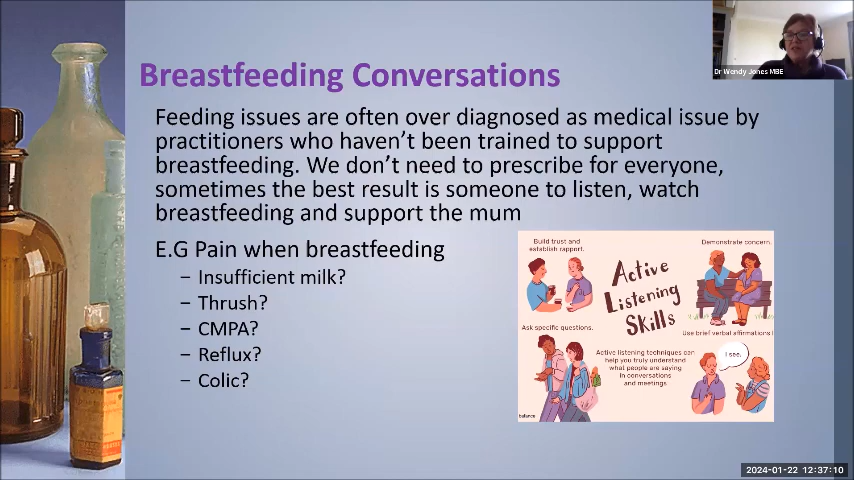 Dr Wendy Jones MBE
Breastfeeding Conversations
Feeding issues are often over diagnosed as medical issue by
practitioners who haven't been trained to support
breastfeeding. We don't need to prescribe for everyone,
sometimes the best result is someone to listen, watch
breastfeeding and support the mum
E.G Pain when breastfeeding
– Insufficient milk?
– Thrush?
– CMPA?
– Reflux?
– Colic?
Build trust and
establish rapport.
Demonstrate concern.
Active
Listening
Skills
Ask specific questions.
Use brief verbal affirmations
Active listening techniques can
help you truly understand
what people are saying
in conversations
and meetings
I see.
balance
2024-01-22 12:37:10